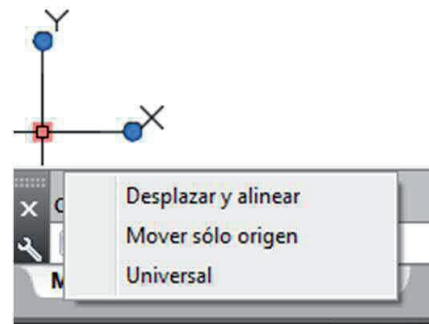 Y
X
Desplazar y alinear
Mover sólo origen
Universal
M